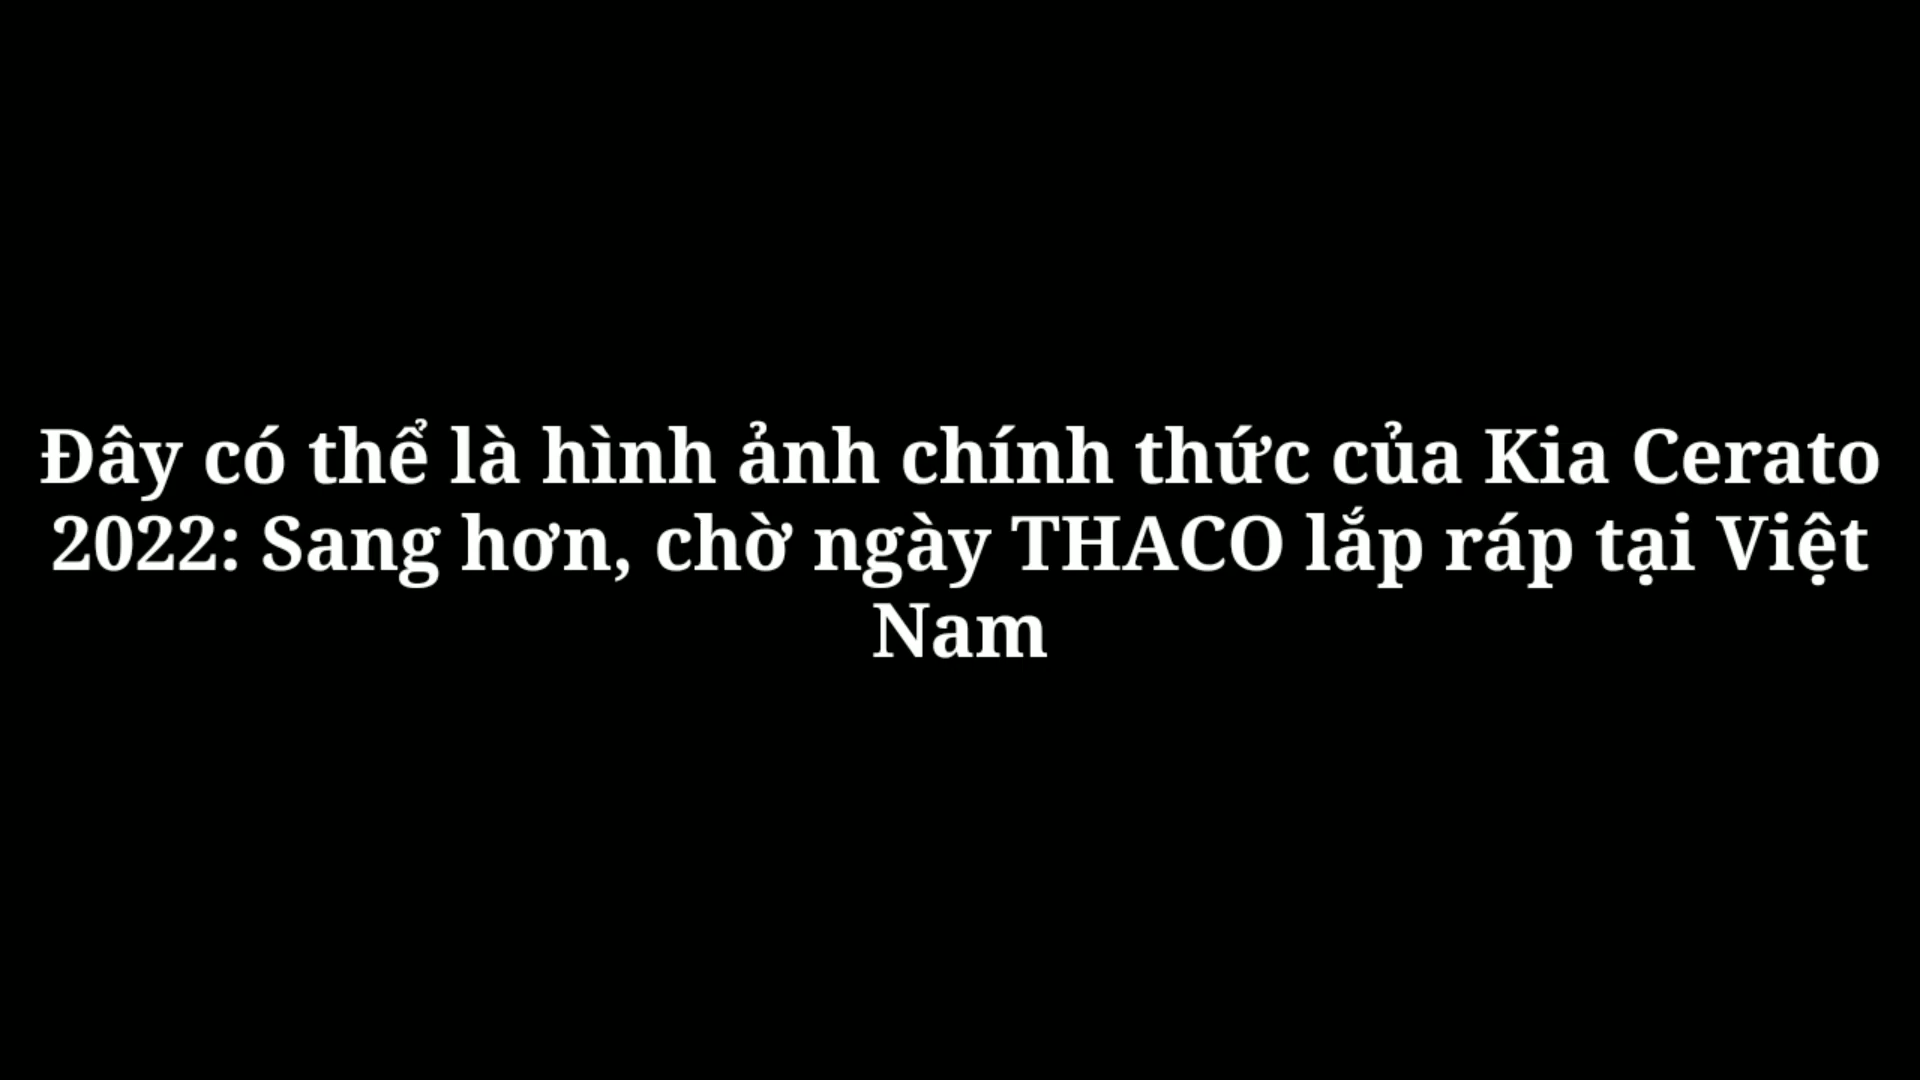 Đây có thể là hình ảnh chính thức của Kia Cerato
2022: Sang hơn, chờ ngày THACO lắp ráp tại Việt
Nam